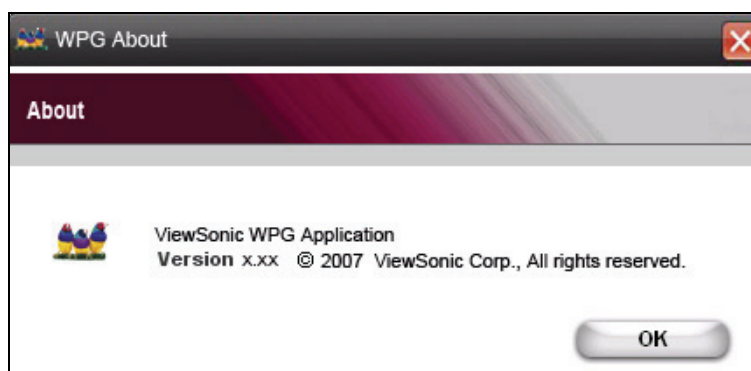 WPG About
About
ViewSonic WPG Application
Version x.xx © 2007 ViewSonic Corp., All rights reserved.
OK